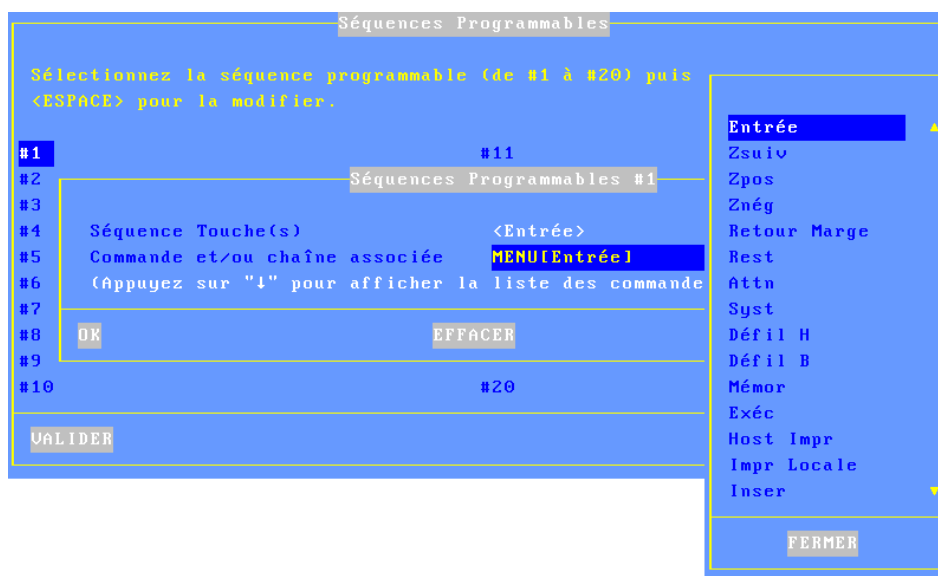 Séquences Programmables
Sélectionnez la séquence programmable (de #1 à #20) puis
<ESPACE> pour la modifier.
#1 #11
#2
#3
#4
#5
#6
#7
#8
#9
#10 #20
Séquences Programmables #1
Séquence Touche(s) <Entrée>
Commande et/ou chaîne associée MENU[Entrée]
(Appuyez sur "↓" pour afficher la liste des commande
OK EFFACER
VALIDER
Entrée
Zsuiv
Zpos
Znég
Retour Marge
Rest
Attn
Syst
Défil H
Défil B
Mémor
Exéc
Host Impr
Impr Locale
Inser
FERMER